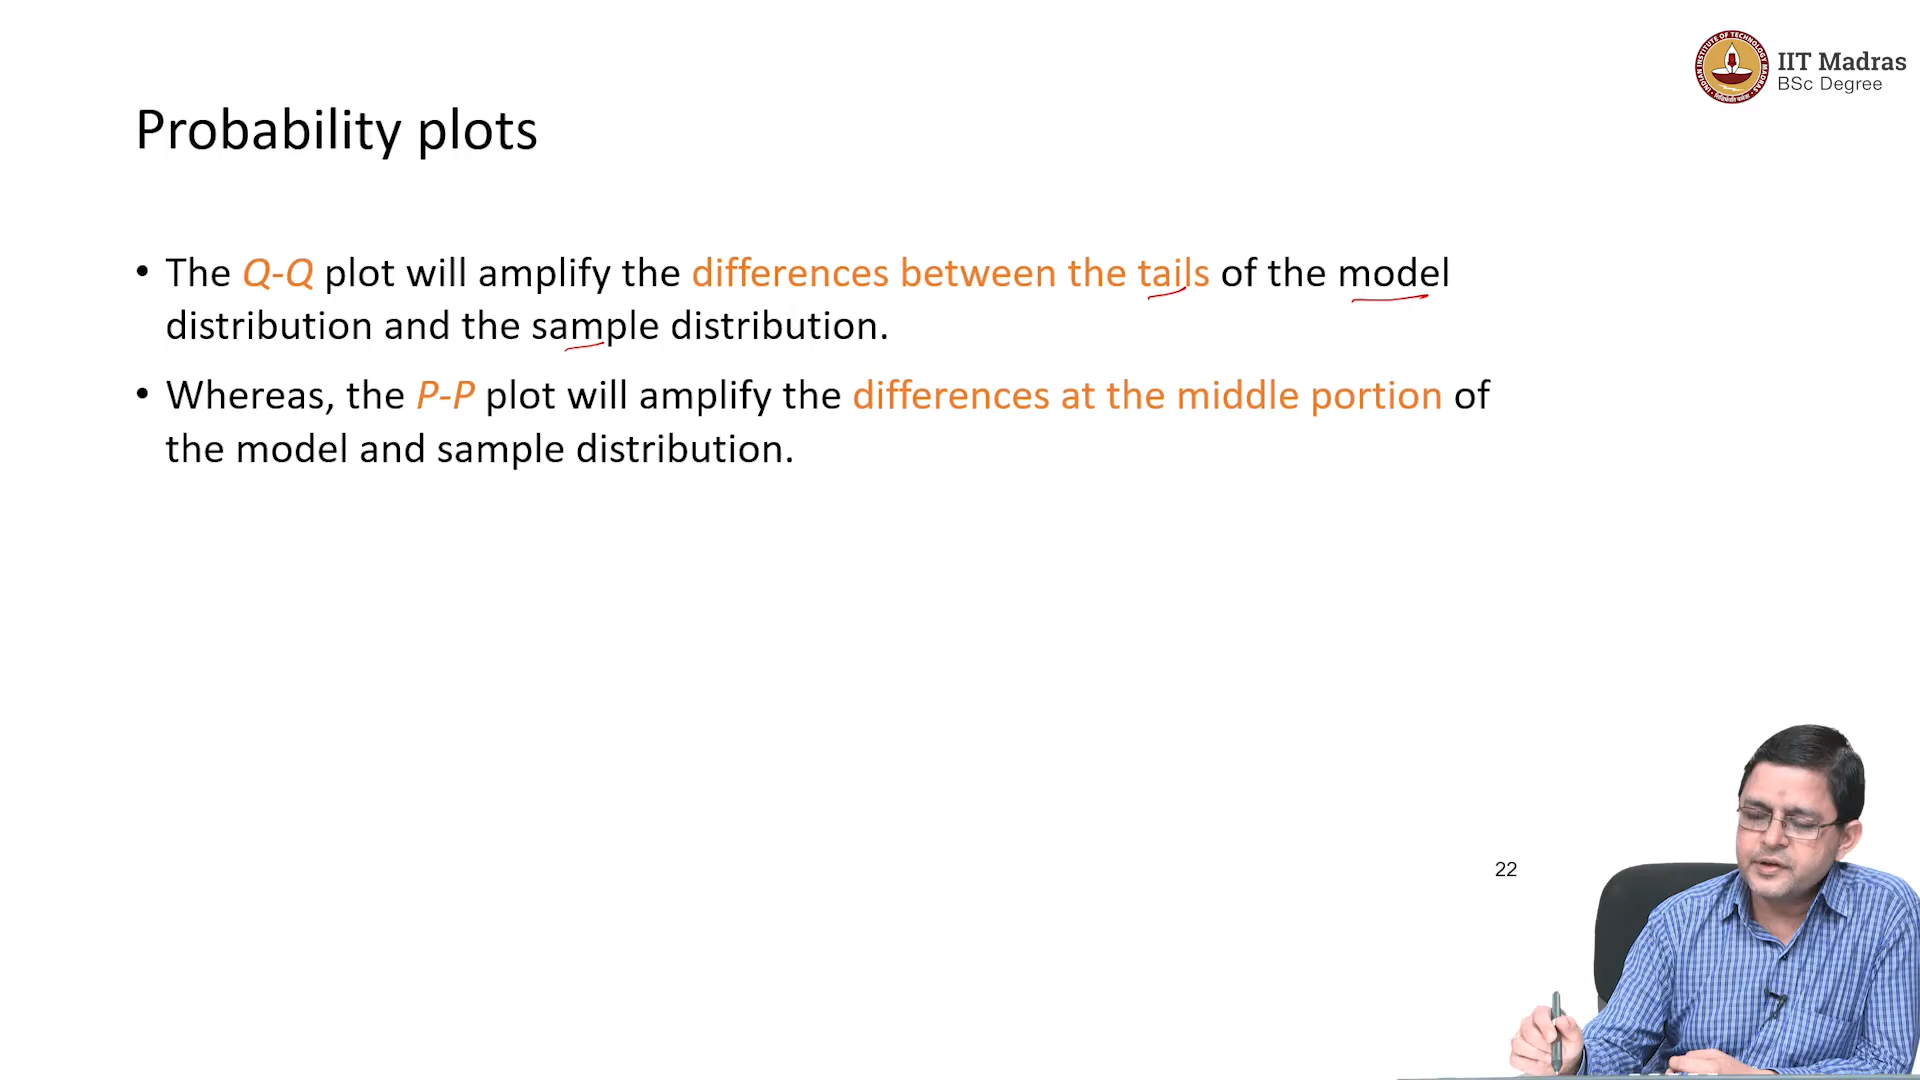 IIT Madras
BSc Degree
Probability plots
• The Q-Q plot will amplify the differences between the tails of the model
distribution and the sample distribution.
• Whereas, the P-P plot will amplify the differences at the middle portion of
the model and sample distribution.
22